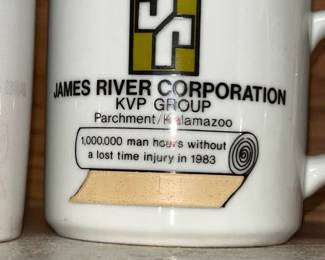 JAMES RIVER CORPORATION
KVP GROUP
Parchment/Kalamazoo
1,000,000 man hours without
a lost time injury in 1983